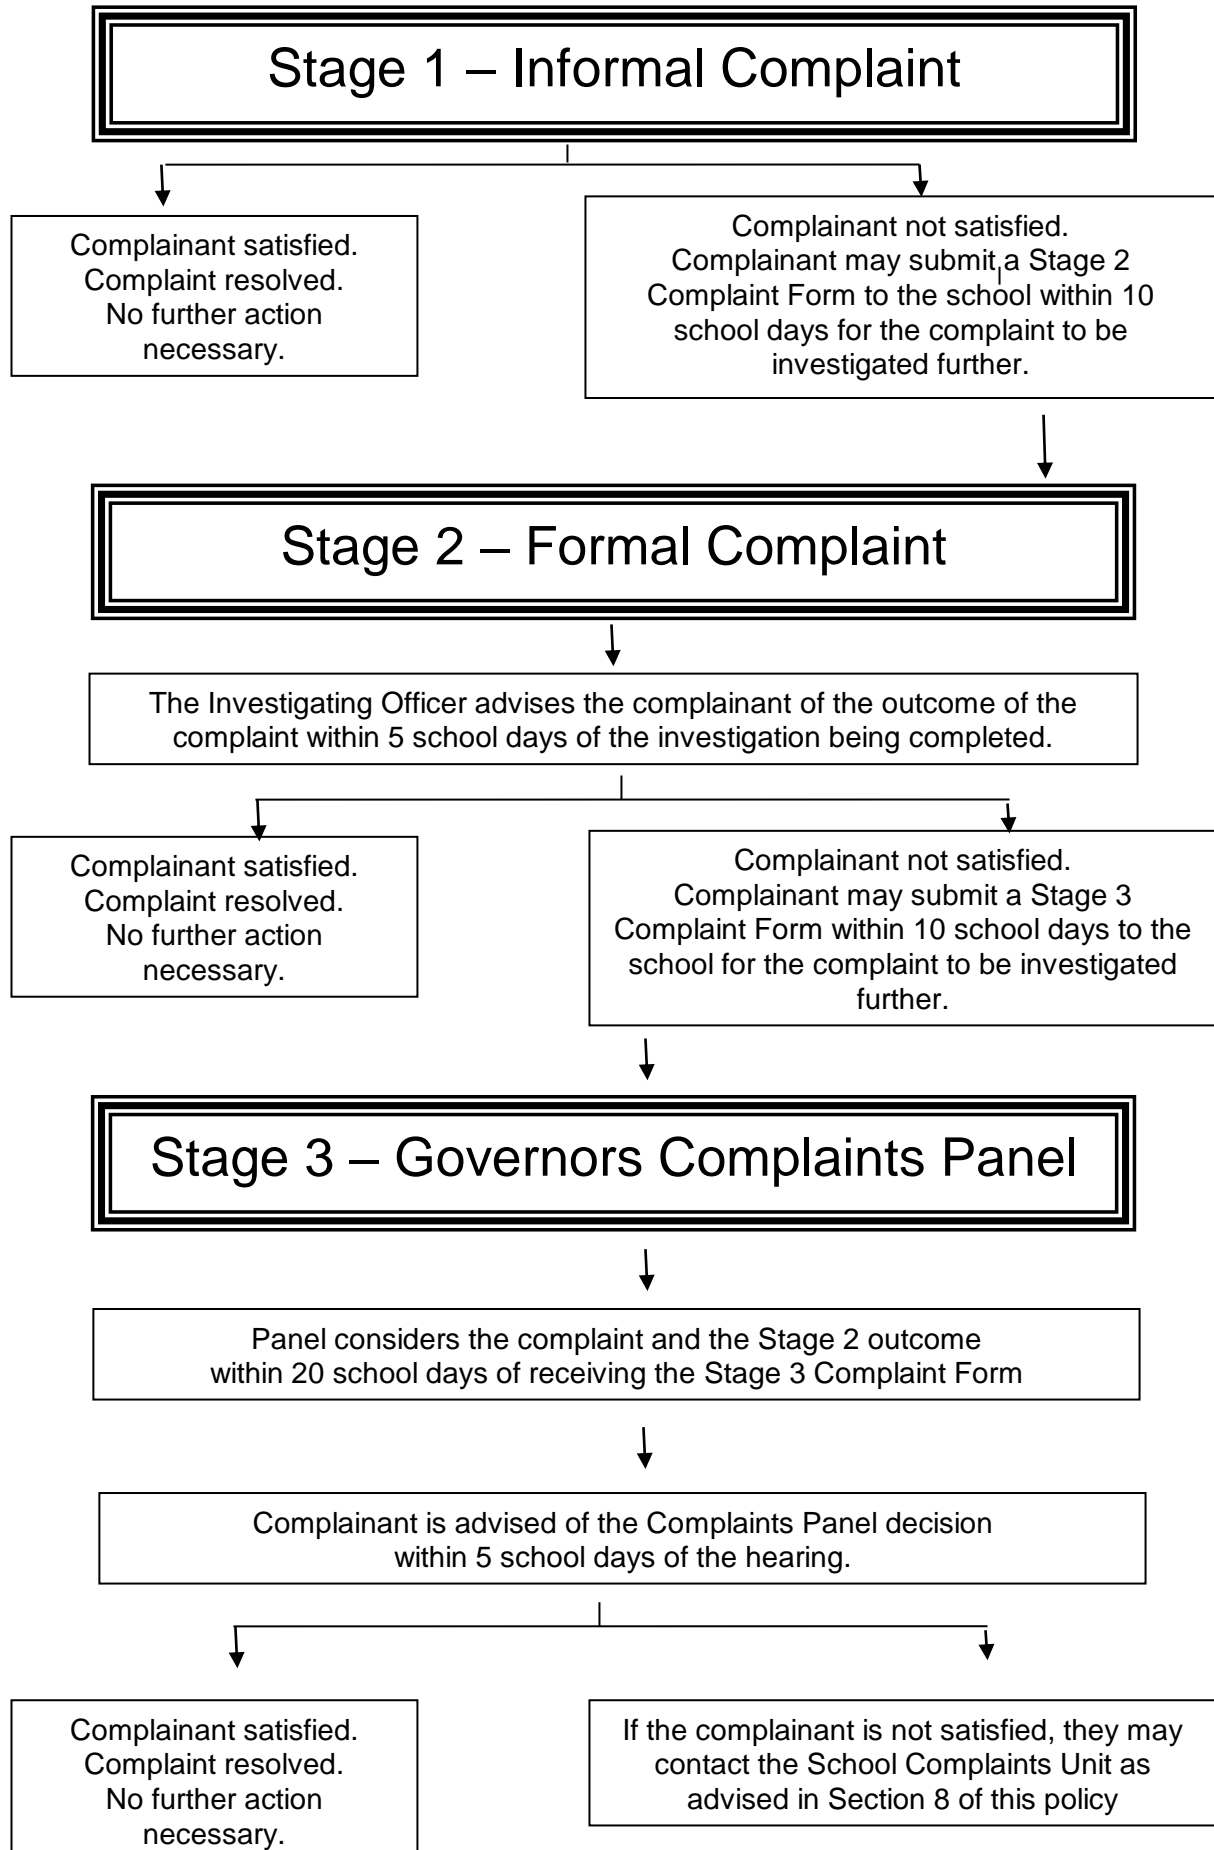 Stage 1 – Informal Complaint
Complainant satisfied.
Complaint resolved.
No further action
necessary.
Complainant not satisfied.
Complainant may submit a Stage 2
Complaint Form to the school within 10
school days for the complaint to be
investigated further.
Stage 2 – Formal Complaint
The Investigating Officer advises the complainant of the outcome of the
complaint within 5 school days of the investigation being completed.
Complainant satisfied.
Complaint resolved.
No further action
necessary.
Complainant not satisfied.
Complainant may submit a Stage 3
Complaint Form within 10 school days to the
school for the complaint to be investigated
further.
Stage 3 – Governors Complaints Panel
Panel considers the complaint and the Stage 2 outcome
within 20 school days of receiving the Stage 3 Complaint Form
Complainant is advised of the Complaints Panel decision
within 5 school days of the hearing.
Complainant satisfied.
Complaint resolved.
No further action
necessary.
If the complainant is not satisfied, they may
contact the School Complaints Unit as
advised in Section 8 of this policy